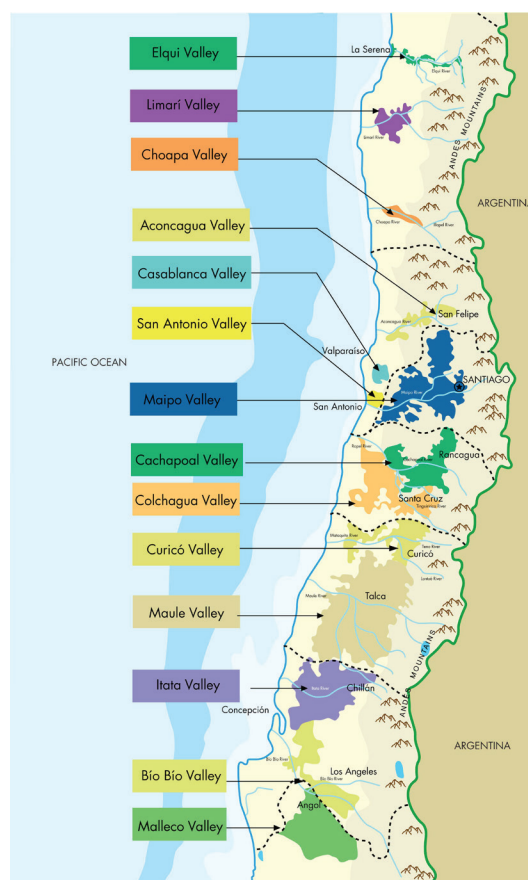 Elqui Valley
La Serena
Elqui River
Limarí Valley
Limarí River
ANDES MOUNTAINS
Choapa Valley
Choapa River
ARGENTINA
Aconcagua Valley
Casablanca Valley
San Felipe
Aconcagua River
San Antonio Valley
Valparaíso
PACIFIC OCEAN
SANTIAGO
Maipo Valley
Maipo River
San Antonio
Rapel River
Rancagua
Cachapoal Valley
Colchagua Valley
Santa Cruz
Tinguiririca River
Mataquito River
Curicó Valley
Teno River
Curicó
Lontué River
Maule River
Talca
Maule Valley
ANDES MOUNTAINS
Itata Valley
Itata River
Chillán
Concepción
ARGENTINA
Bío Bío River
Bío Bío Valley
Los Angeles
Bío Bío River
Angol
Malleco Valley